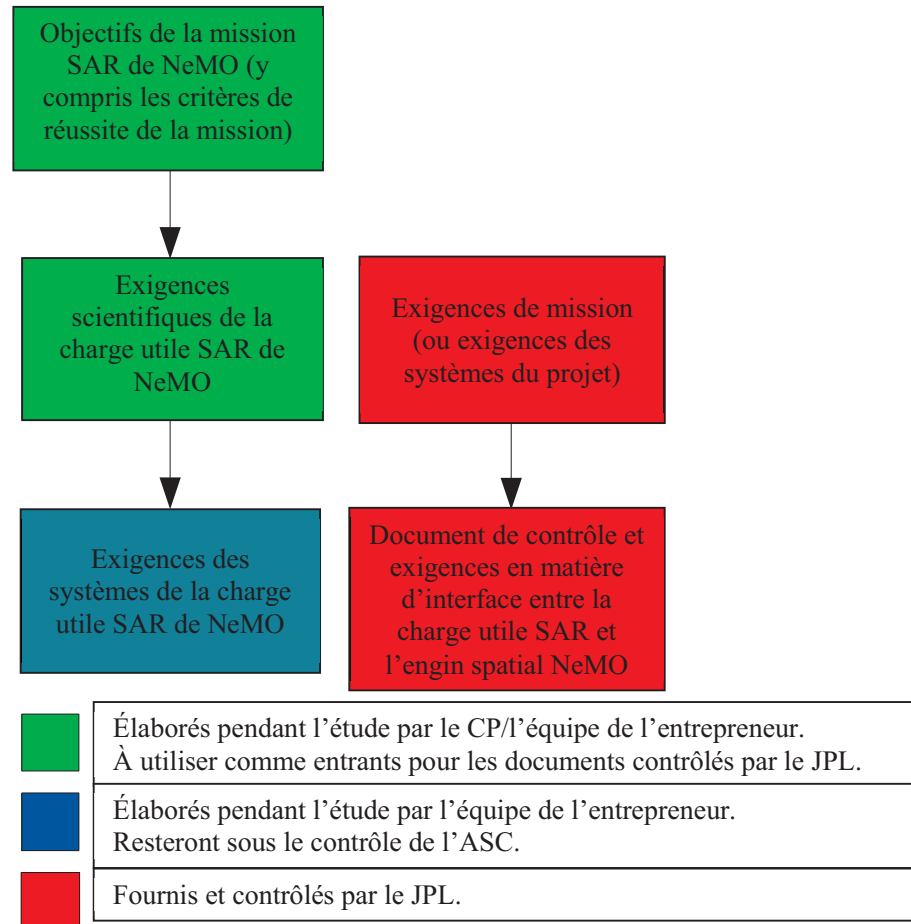 Objectifs de la mission
SAR de NeMO (y
compris les critères de
réussite de la mission)
Exigences
scientifiques de la
charge utile SAR de
NeMO
Exigences de mission
(ou exigences des
systèmes du projet)
Exigences des
systèmes de la charge
utile SAR de NeMO
Document de contrôle et
exigences en matière
d’interface entre la
charge utile SAR et
l’engin spatial NeMO
Élaborés pendant l’étude par le CP/l’équipe de l’entrepreneur.
À utiliser comme entrants pour les documents contrôlés par le JPL.
Élaborés pendant l’étude par l’équipe de l’entrepreneur.
Resteront sous le contrôle de l’ASC.
Fournis et contrôlés par le JPL.